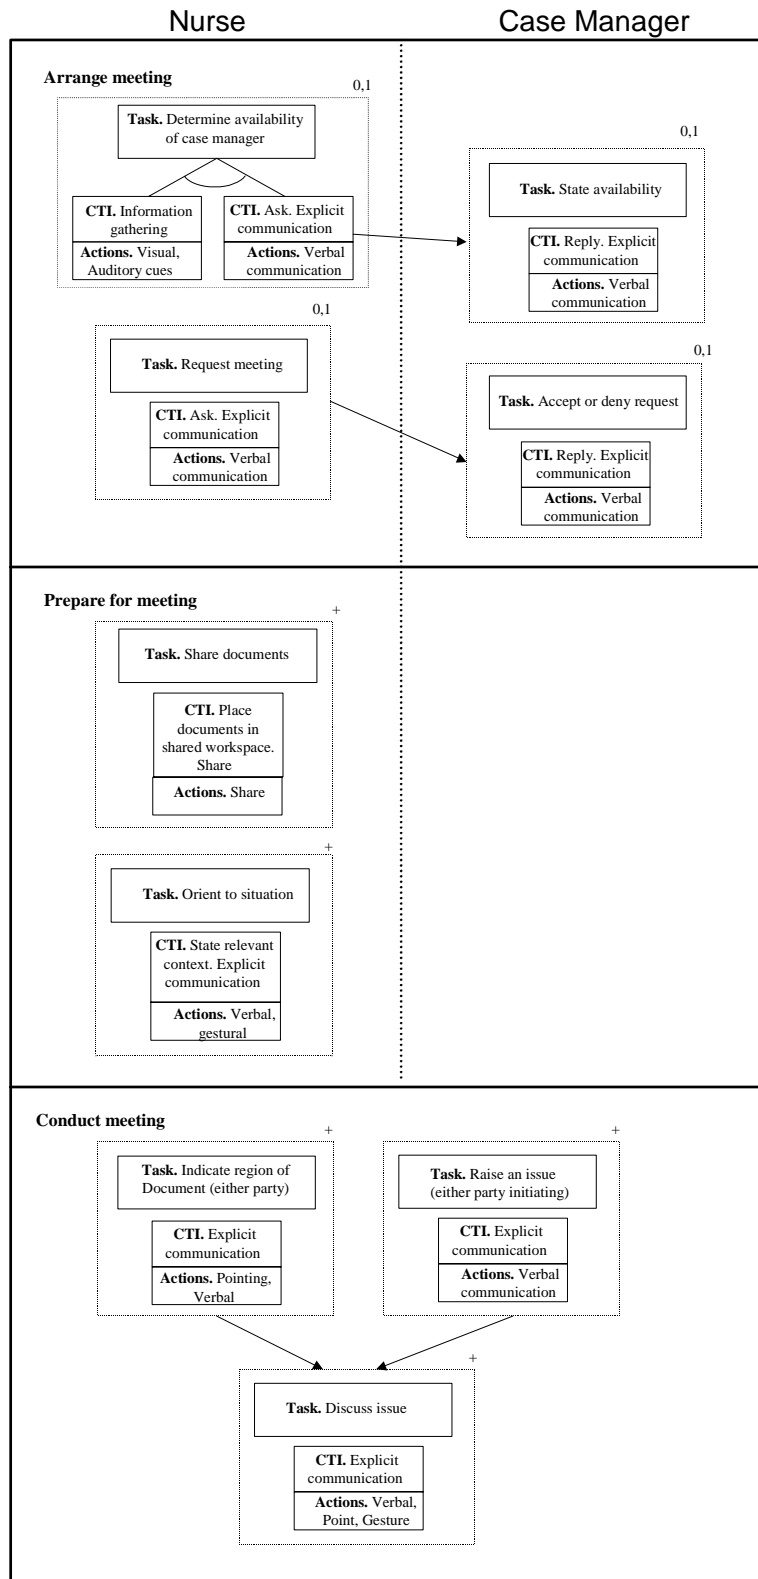 Nurse
Case Manager
Arrange meeting
0,1
Task. Determine availability
of case manager
CTI. Information
gathering
Actions. Visual,
Auditory cues
CTI. Ask. Explicit
communication
Actions. Verbal
communication
0,1
Task. State availability
CTI. Reply. Explicit
communication
Actions. Verbal
communication
0,1
Task. Request meeting
CTI. Ask. Explicit
communication
Actions. Verbal
communication
0,1
Task. Accept or deny request
CTI. Reply. Explicit
communication
Actions. Verbal
communication
Prepare for meeting
+
Task. Share documents
CTI. Place
documents in
shared workspace.
Share
Actions. Share
+
Task. Orient to situation
CTI. State relevant
context. Explicit
communication
Actions. Verbal,
gestural
Conduct meeting
+
Task. Indicate region of
Document (either party)
CTI. Explicit
communication
Actions. Pointing,
Verbal
+
Task. Raise an issue
(either party initiating)
CTI. Explicit
communication
Actions. Verbal
communication
+
Task. Discuss issue
CTI. Explicit
communication
Actions. Verbal,
Point, Gesture